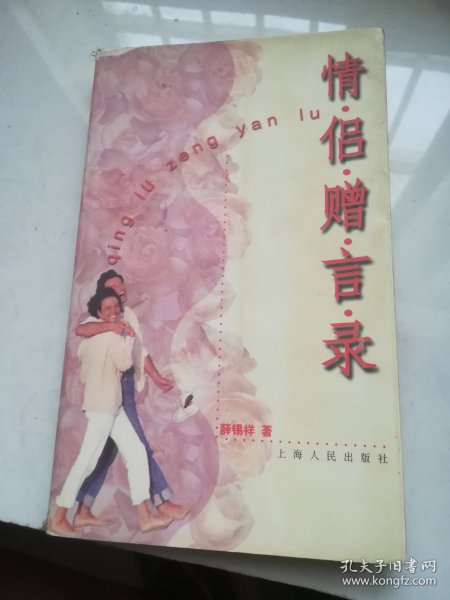 情·侣·赠·言·录
qing lu zeng yan lu
薛锡祥 著
上海人民出版社
孔夫子旧书网
www.kongfz.com